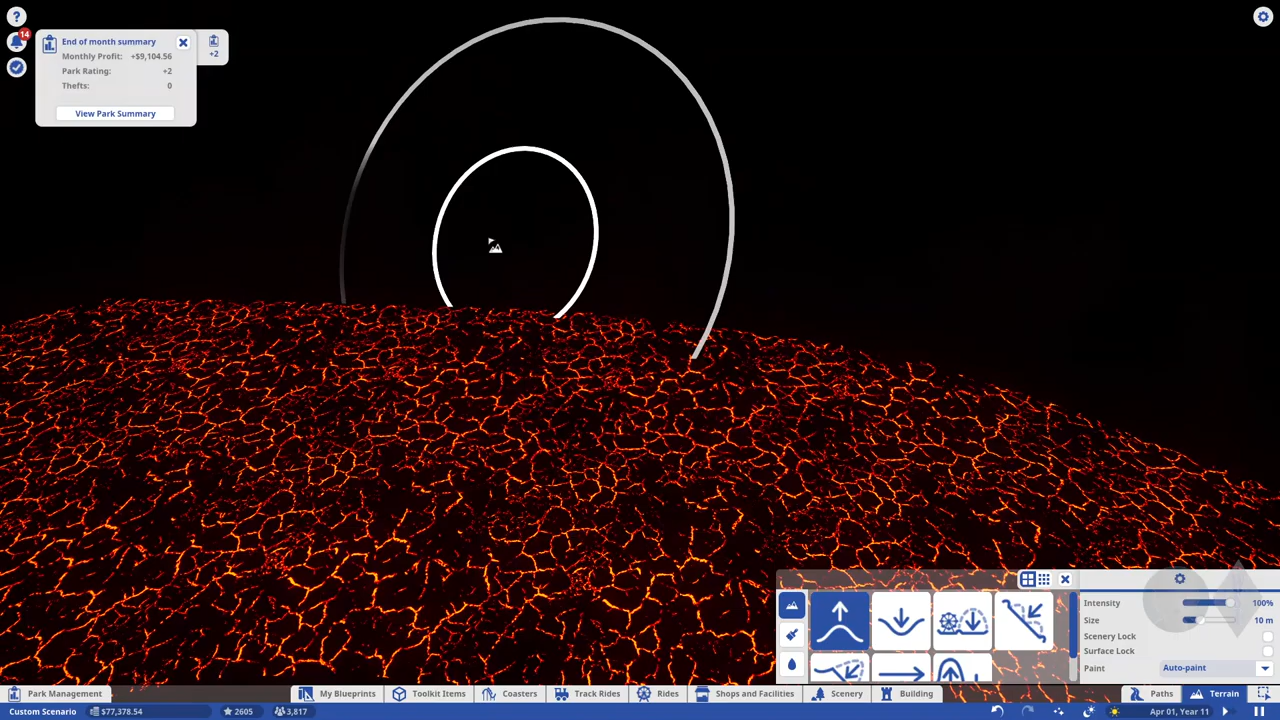 ?
14
End of month summary
Monthly Profit: +$9,104.56
Park Rating: +2
Thefts: 0
View Park Summary
+2
Intensity 100%
Size 10 m
Scenery Lock
Surface Lock
Paint Auto-paint
Park Management My Blueprints Toolkit Items Coasters Track Rides Rides Shops and Facilities Scenery Building Paths Terrain
Custom Scenario $77,378.54 2605 3,817 Apr 01, Year 11